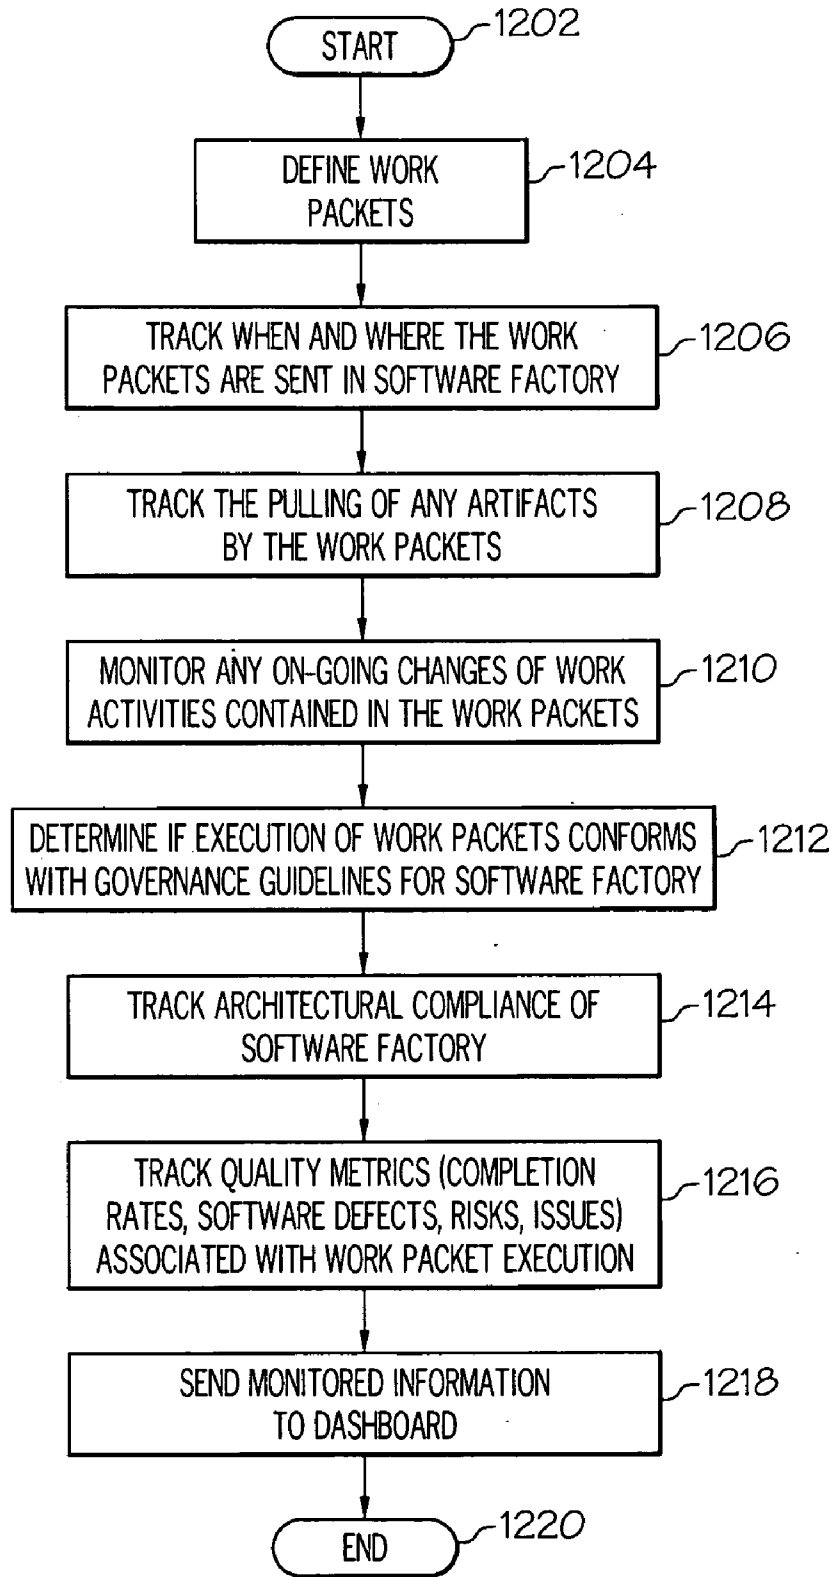 START
1202
DEFINE WORK
PACKETS
1204
TRACK WHEN AND WHERE THE WORK
PACKETS ARE SENT IN SOFTWARE FACTORY
1206
TRACK THE PULLING OF ANY ARTIFACTS
BY THE WORK PACKETS
1208
MONITOR ANY ON-GOING CHANGES OF WORK
ACTIVITIES CONTAINED IN THE WORK PACKETS
1210
DETERMINE IF EXECUTION OF WORK PACKETS CONFORMS
WITH GOVERNANCE GUIDELINES FOR SOFTWARE FACTORY
1212
TRACK ARCHITECTURAL COMPLIANCE OF
SOFTWARE FACTORY
1214
TRACK QUALITY METRICS (COMPLETION
RATES, SOFTWARE DEFECTS, RISKS, ISSUES)
ASSOCIATED WITH WORK PACKET EXECUTION
1216
SEND MONITORED INFORMATION
TO DASHBOARD
1218
END
1220